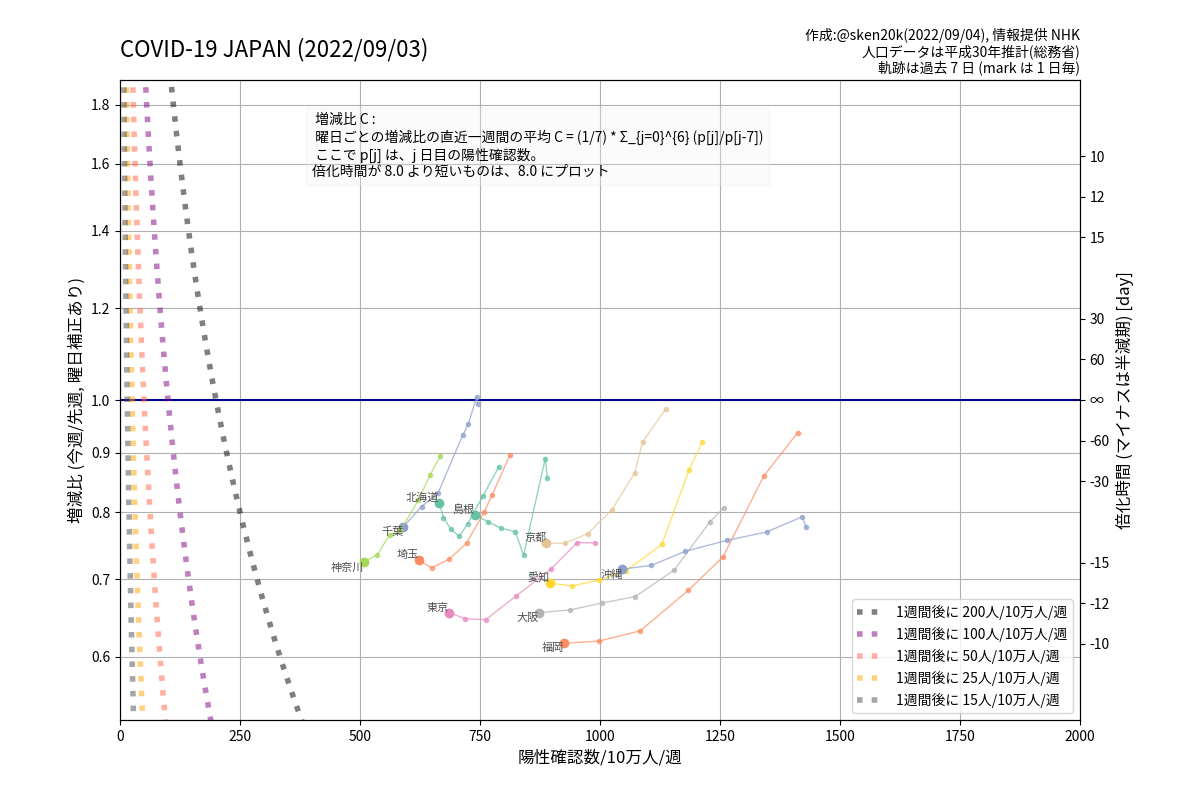 COVID-19 JAPAN (2022/09/03)
作成:@sken20k(2022/09/04), 情報提供 NHK
人口データは平成30年推計(総務省)
軌跡は過去 7 日 (mark は 1 日毎)
増減比 C :
曜日ごとの増減比の直近一週間の平均 C = (1/7) * Σ_{j=0}^{6} (p[j]/p[j-7])
ここで p[j] は、j 日目の陽性確認数。
倍化時間が 8.0 より短いものは、8.0 にプロット
増減比 (今週/先週, 曜日補正あり)
1.8
1.6
1.4
1.2
1.0
0.9
0.8
0.7
0.6
10
12
15
30
60
∞
-60
-30
-15
-12
-10
倍化時間 (マイナスは半減期) [day]
北海道
島根
千葉
京都
埼玉
神奈川
愛知
沖縄
東京
大阪
福岡
1週間後に 200人/10万人/週
1週間後に 100人/10万人/週
1週間後に 50人/10万人/週
1週間後に 25人/10万人/週
1週間後に 15人/10万人/週
0 250 500 750 1000 1250 1500 1750 2000
陽性確認数/10万人/週